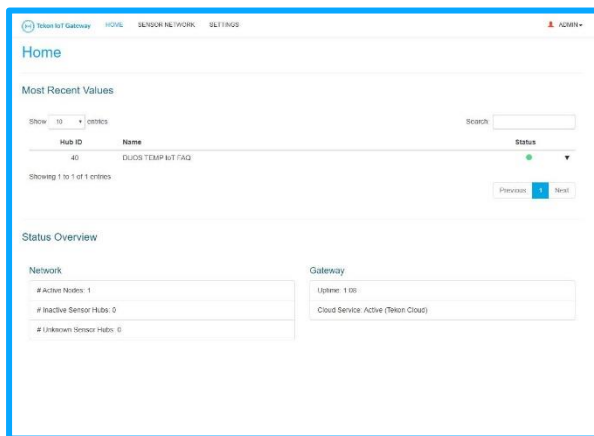 Tekon IoT Gateway HOME SENSOR NETWORK SETTINGS ADMIN
Home
Most Recent Values
Show 10 entries Search:
Hub ID Name Status
40 DUOS TEMP IoT FAQ
Showing 1 to 1 of 1 entries
Previous 1 Next
Status Overview
Network Gateway
# Active Nodes: 1 Uptime: 1:08
# Inactive Sensor Hubs: 0 Cloud Service: Active (Tekon Cloud)
# Unknown Sensor Hubs: 0